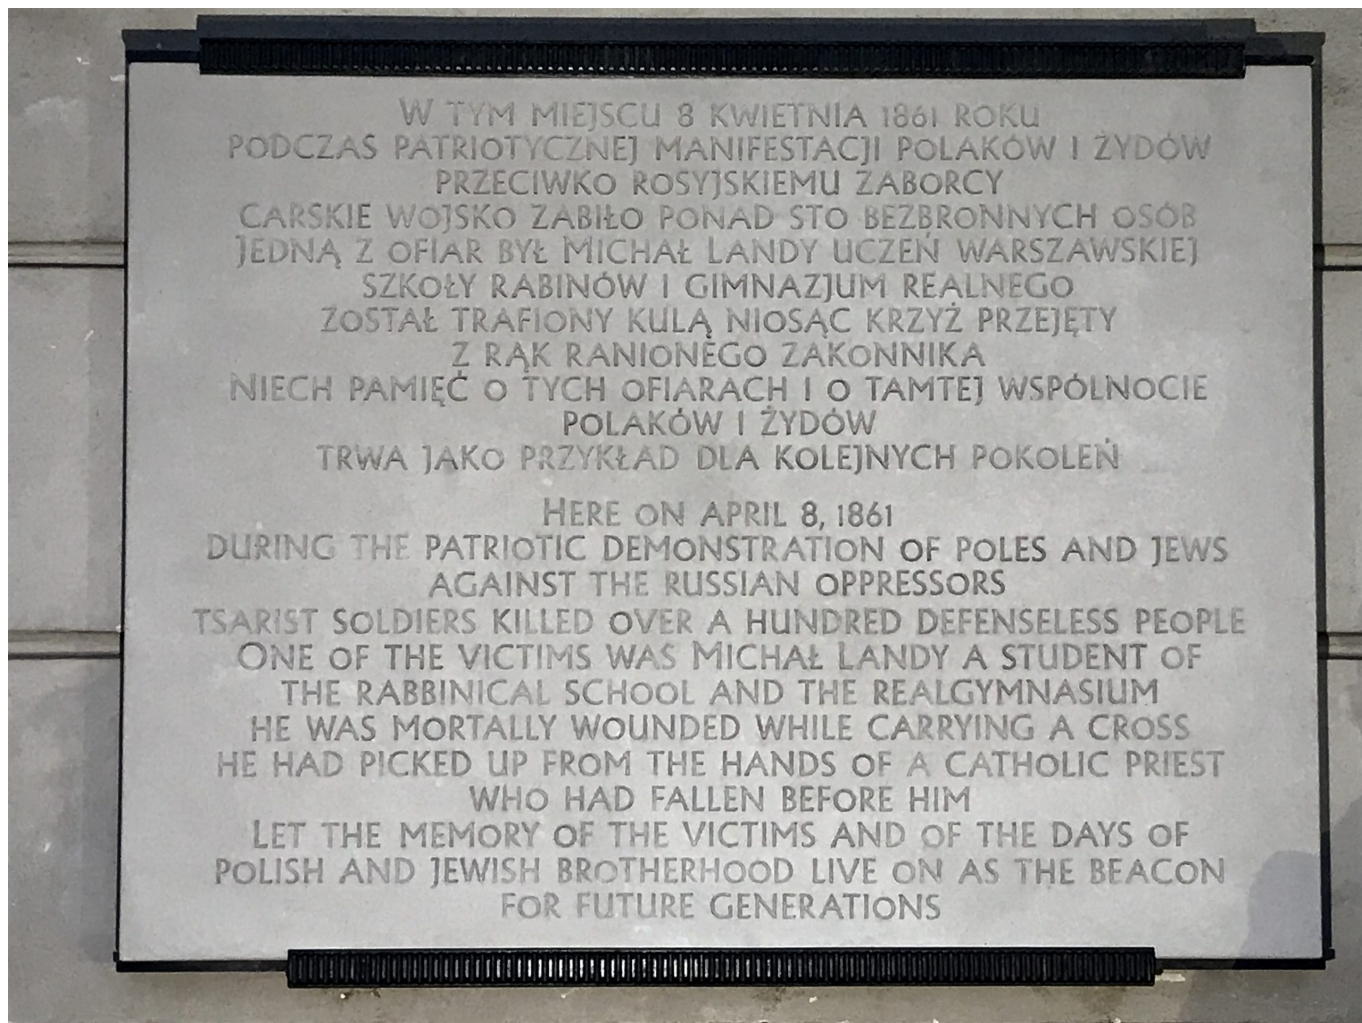 W TYM MIEJSCU 8 KWIETNIA 1861 ROKU
PODCZAS PATRIOTYCZNEJ MANIFESTACJI POLAKÓW I ŻYDÓW
PRZECIWKO ROSYJSKIEMU ZABORCY
CARSKIE WOJSKO ZABIŁO PONAD STO BEZBRONNYCH OSÓB
JEDNĄ Z OFIAR BYŁ MICHAŁ LANDY UCZEŃ WARSZAWSKIEJ
SZKOŁY RABINÓW I GIMNAZJUM REALNEGO
ZOSTAŁ TRAFIONY KULĄ NIOSĄC KRZYŻ PRZEJĘTY
Z RĄK RANIONEGO ZAKONNIKA
NIECH PAMIĘĆ O TYCH OFIARACH I O TAMTEJ WSPÓLNOCIE
POLAKÓW I ŻYDÓW
TRWA JAKO PRZYKŁAD DLA KOLEJNYCH POKOLEŃ
HERE ON APRIL 8, 1861
DURING THE PATRIOTIC DEMONSTRATION OF POLES AND JEWS
AGAINST THE RUSSIAN OPPRESSORS
TSARIST SOLDIERS KILLED OVER A HUNDRED DEFENSELESS PEOPLE
ONE OF THE VICTIMS WAS MICHAŁ LANDY A STUDENT OF
THE RABBINICAL SCHOOL AND THE REALGYMNASIUM
HE WAS MORTALLY WOUNDED WHILE CARRYING A CROSS
HE HAD PICKED UP FROM THE HANDS OF A CATHOLIC PRIEST
WHO HAD FALLEN BEFORE HIM
LET THE MEMORY OF THE VICTIMS AND OF THE DAYS OF
POLISH AND JEWISH BROTHERHOOD LIVE ON AS THE BEACON
FOR FUTURE GENERATIONS